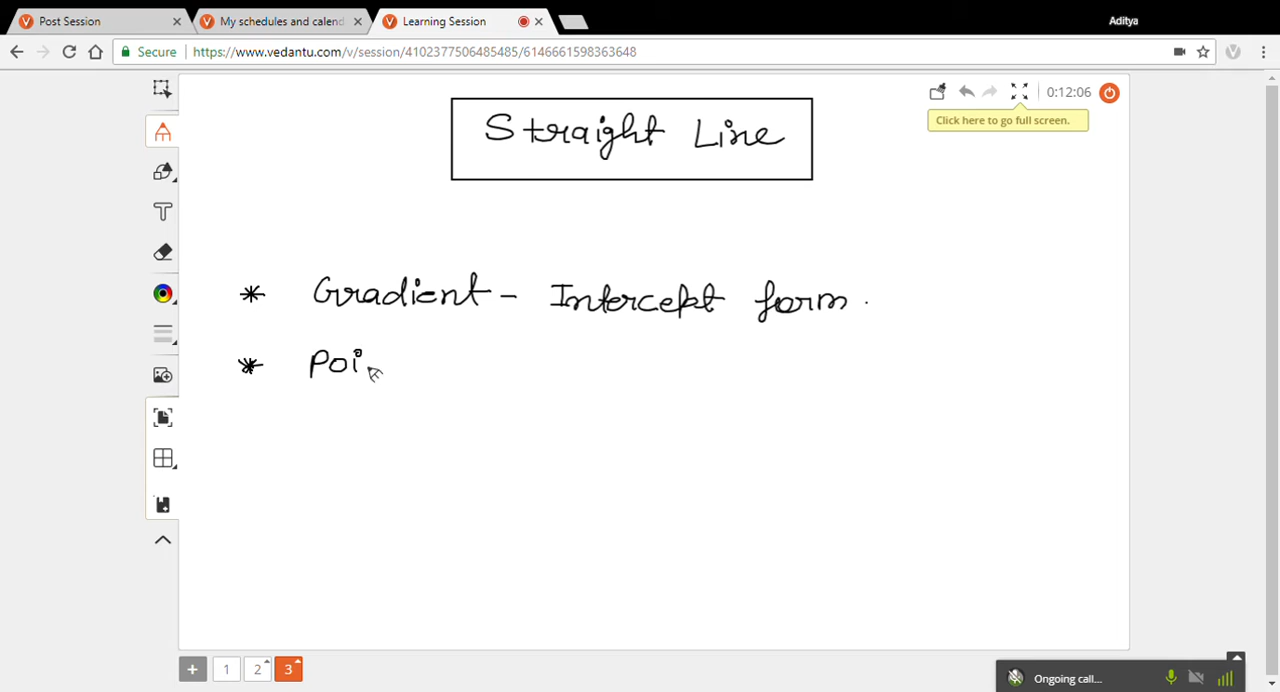 Post Session
My schedules and calend
Learning Session
Aditya
Secure
https://www.vedantu.com/v/session/4102377506485485/6146661598363648
0:12:06
Click here to go full screen.
Straight Line
* Gradient - Intercept form.
* Poi
+ 1 2 3
Ongoing call...